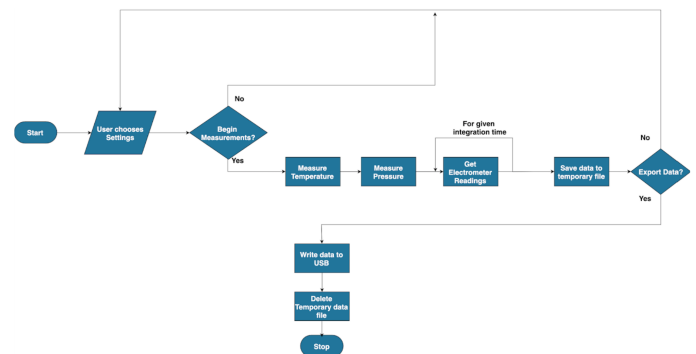 No
For given
integration time
Start
User chooses
Settings
Begin
Measurements?
No
Yes
Measure
Temperature
Measure
Pressure
Get
Electrometer
Readings
Save data to
temporary file
Export Data?
Yes
Write data to
USB
Delete
Temporary data
file
Stop